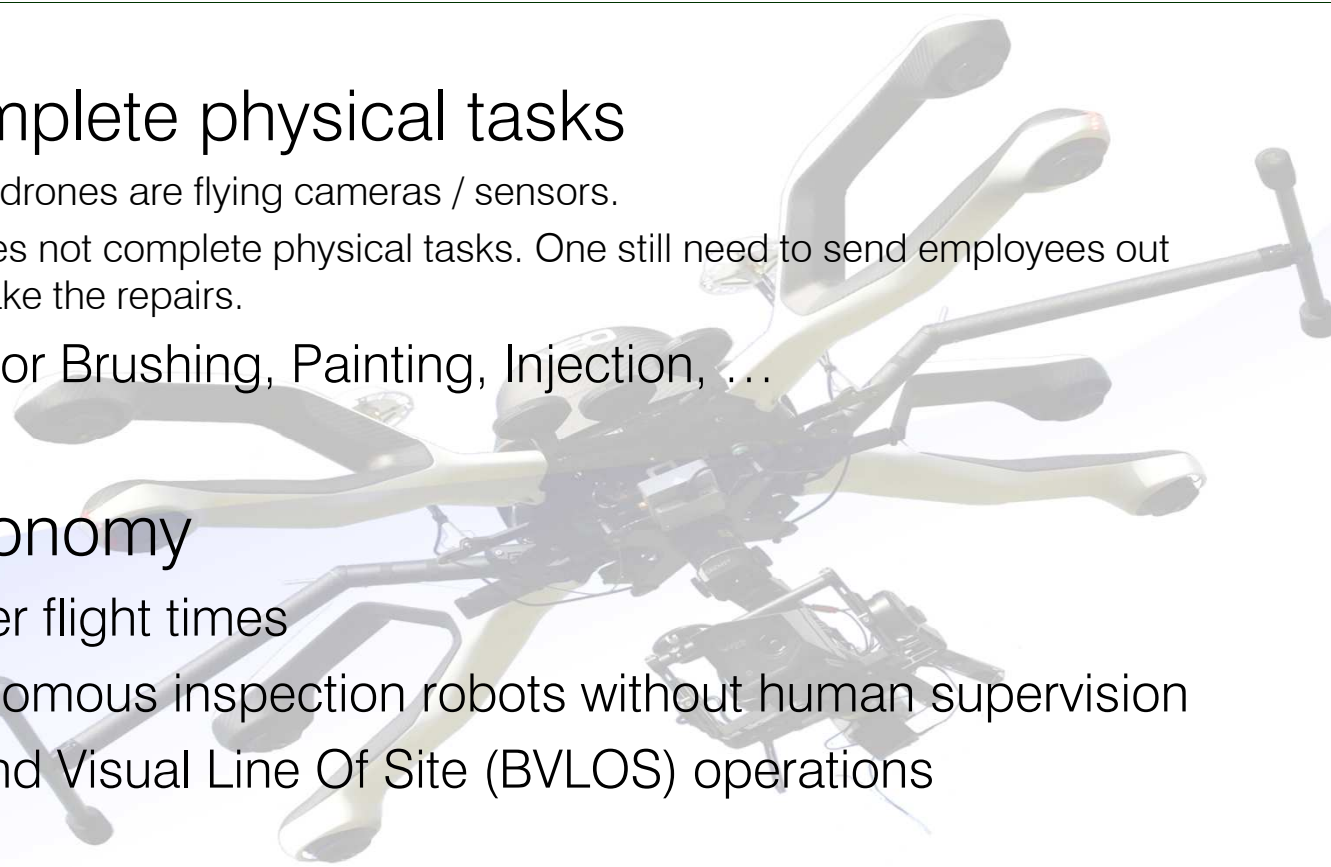 mplete physical tasks
drones are flying cameras / sensors.
es not complete physical tasks. One still need to send employees out
ake the repairs.
or Brushing, Painting, Injection, …
onomy
er flight times
omous inspection robots without human supervision
nd Visual Line Of Site (BVLOS) operations